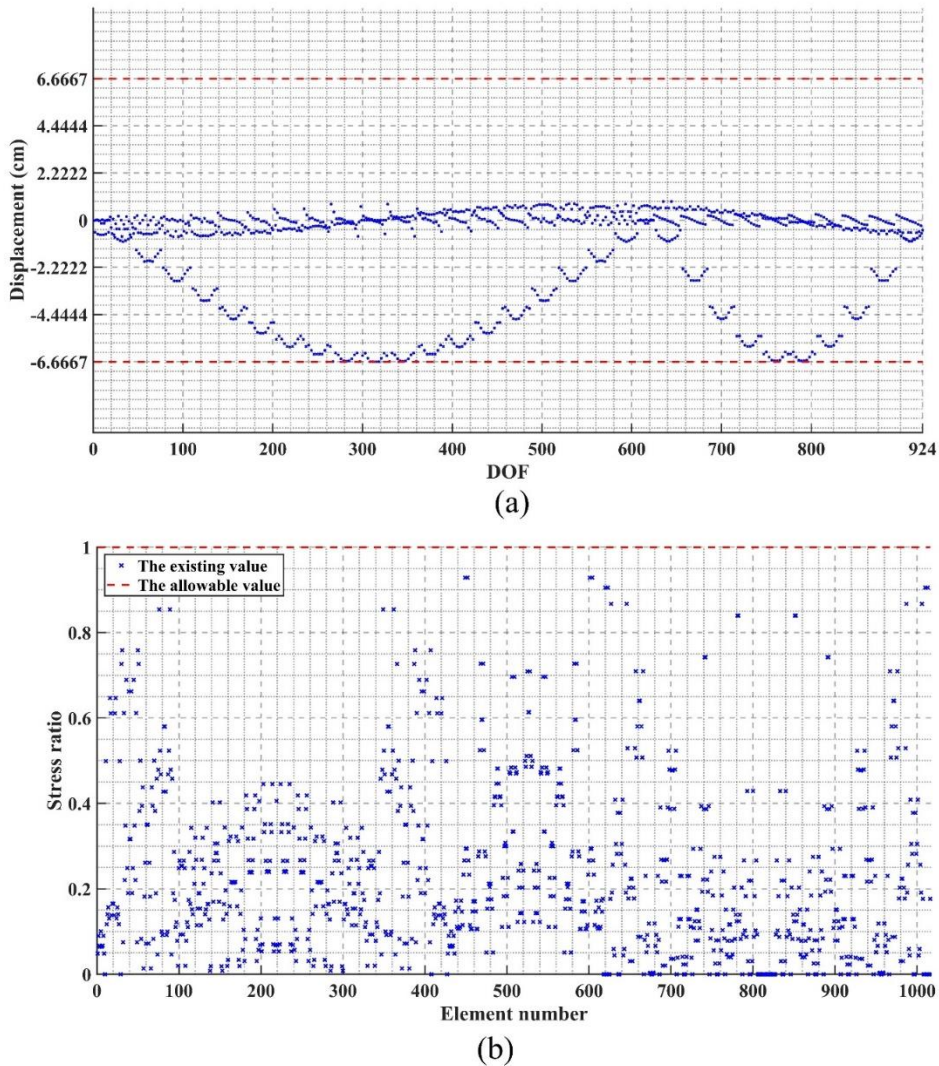 6.6667
4.4444
2.2222
0
-2.2222
-4.4444
-6.6667
Displacement (cm)
0 100 200 300 400 500 600 700 800 924
DOF
(a)
1
0.8
0.6
0.4
0.2
0
Stress ratio
The existing value
The allowable value
0 100 200 300 400 500 600 700 800 900 1000
Element number
(b)